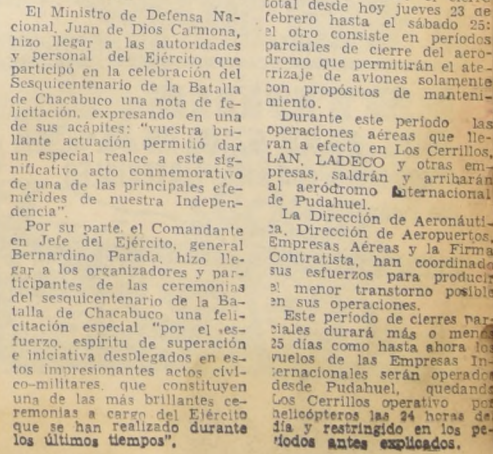 El Ministro de Defensa Na-
cional, Juan de Dios Carmona,
hizo llegar a las autoridades
y personal del Ejército que
participó en la celebración del
Sesquicentenario de la Batalla
de Chacabuco una nota de fe-
licitación, expresando en una
de sus acápites: "vuestra bri-
llante actuación permitió dar
un especial realce a este sig-
nificativo acto conmemorativo
de una de las principales efe-
mérides de nuestra Indepen-
dencia".
Por su parte, el Comandante
en Jefe del Ejército, general
Bernardino Parada, hizo lle-
gar a los organizadores y par-
ticipantes de las ceremonias
del sesquicentenario de la Ba-
talla de Chacabuco una feli-
citación especial "por el es-
fuerzo, espíritu de superación
e iniciativa desplegados en es-
tos impresionantes actos cívi-
co-militares, que constituyen
una de las más brillantes ce-
remonias a cargo del Ejército
que se han realizado durante
los últimos tiempos".
total desde hoy jueves 23 de
febrero hasta el sábado 25:
el otro consiste en períodos
parciales de cierre del aero-
dromo que permitirán el ate-
rrizaje de aviones solamente
con propósitos de manteni-
miento.
Durante este período las
operaciones aéreas que lle-
van a efecto en Los Cerrillos,
LAN, LADECO y otras em-
presas, saldrán y arribarán
al aeródromo Internacional
de Pudahuel.
La Dirección de Aeronáuti-
ca, Dirección de Aeropuertos,
Empresas Aéreas y la Firma
Contratista, han coordinado
sus esfuerzos para producir
el menor transtorno posible
en sus operaciones.
Este período de cierres par-
ciales durará más o menos
25 días como hasta ahora los
vuelos de las Empresas In-
ternacionales serán operados
desde Pudahuel, quedando
Los Cerrillos operativo por
helicópteros las 24 horas del
día y restringido en los pe-
ríodos antes explicados.